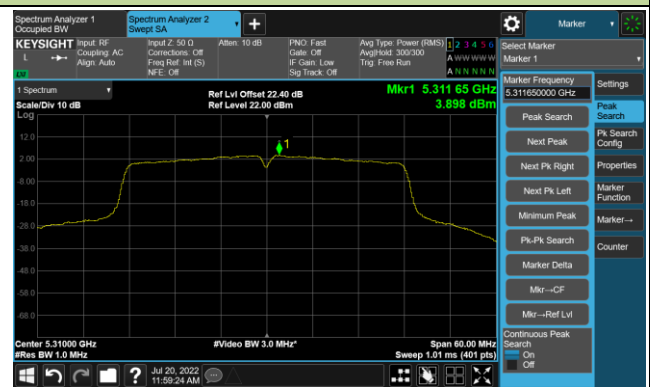 Spectrum Analyzer 1
Occupied BW
Spectrum Analyzer 2
Swept SA
Marker
KEYSIGHT
L
Input: RF
Coupling: AC
Align: Auto
Input Z: 50 Ω
Corrections: Off
Freq Ref: Int (S)
NFE: Off
Atten: 10 dB
PNO: Fast
Gate: Off
IF Gain: Low
Sig Track: Off
Avg Type: Power (RMS)
Avg|Hold: 300/300
Trig: Free Run
1 2 3 4 5 6
A W W W W W
A N N N N N
Select Marker
Marker 1
1 Spectrum
Scale/Div 10 dB
Log
Ref Lvl Offset 22.40 dB
Ref Level 22.00 dBm
Mkr1 5.311 65 GHz
3.898 dBm
1
12.0
2.00
-8.00
-18.0
-28.0
-38.0
-48.0
-58.0
-68.0
Center 5.31000 GHz
#Res BW 1.0 MHz
#Video BW 3.0 MHz*
Span 60.00 MHz
Sweep 1.01 ms (401 pts)
Marker Frequency
5.311650000 GHz
Peak Search
Next Peak
Next Pk Right
Next Pk Left
Minimum Peak
Pk-Pk Search
Marker Delta
Mkr→CF
Mkr→Ref Lvl
Continuous Peak
Search
On
Off
Settings
Peak
Search
Pk Search
Config
Properties
Marker
Function
Marker→
Counter
?
Jul 20, 2022
11:59:24 AM